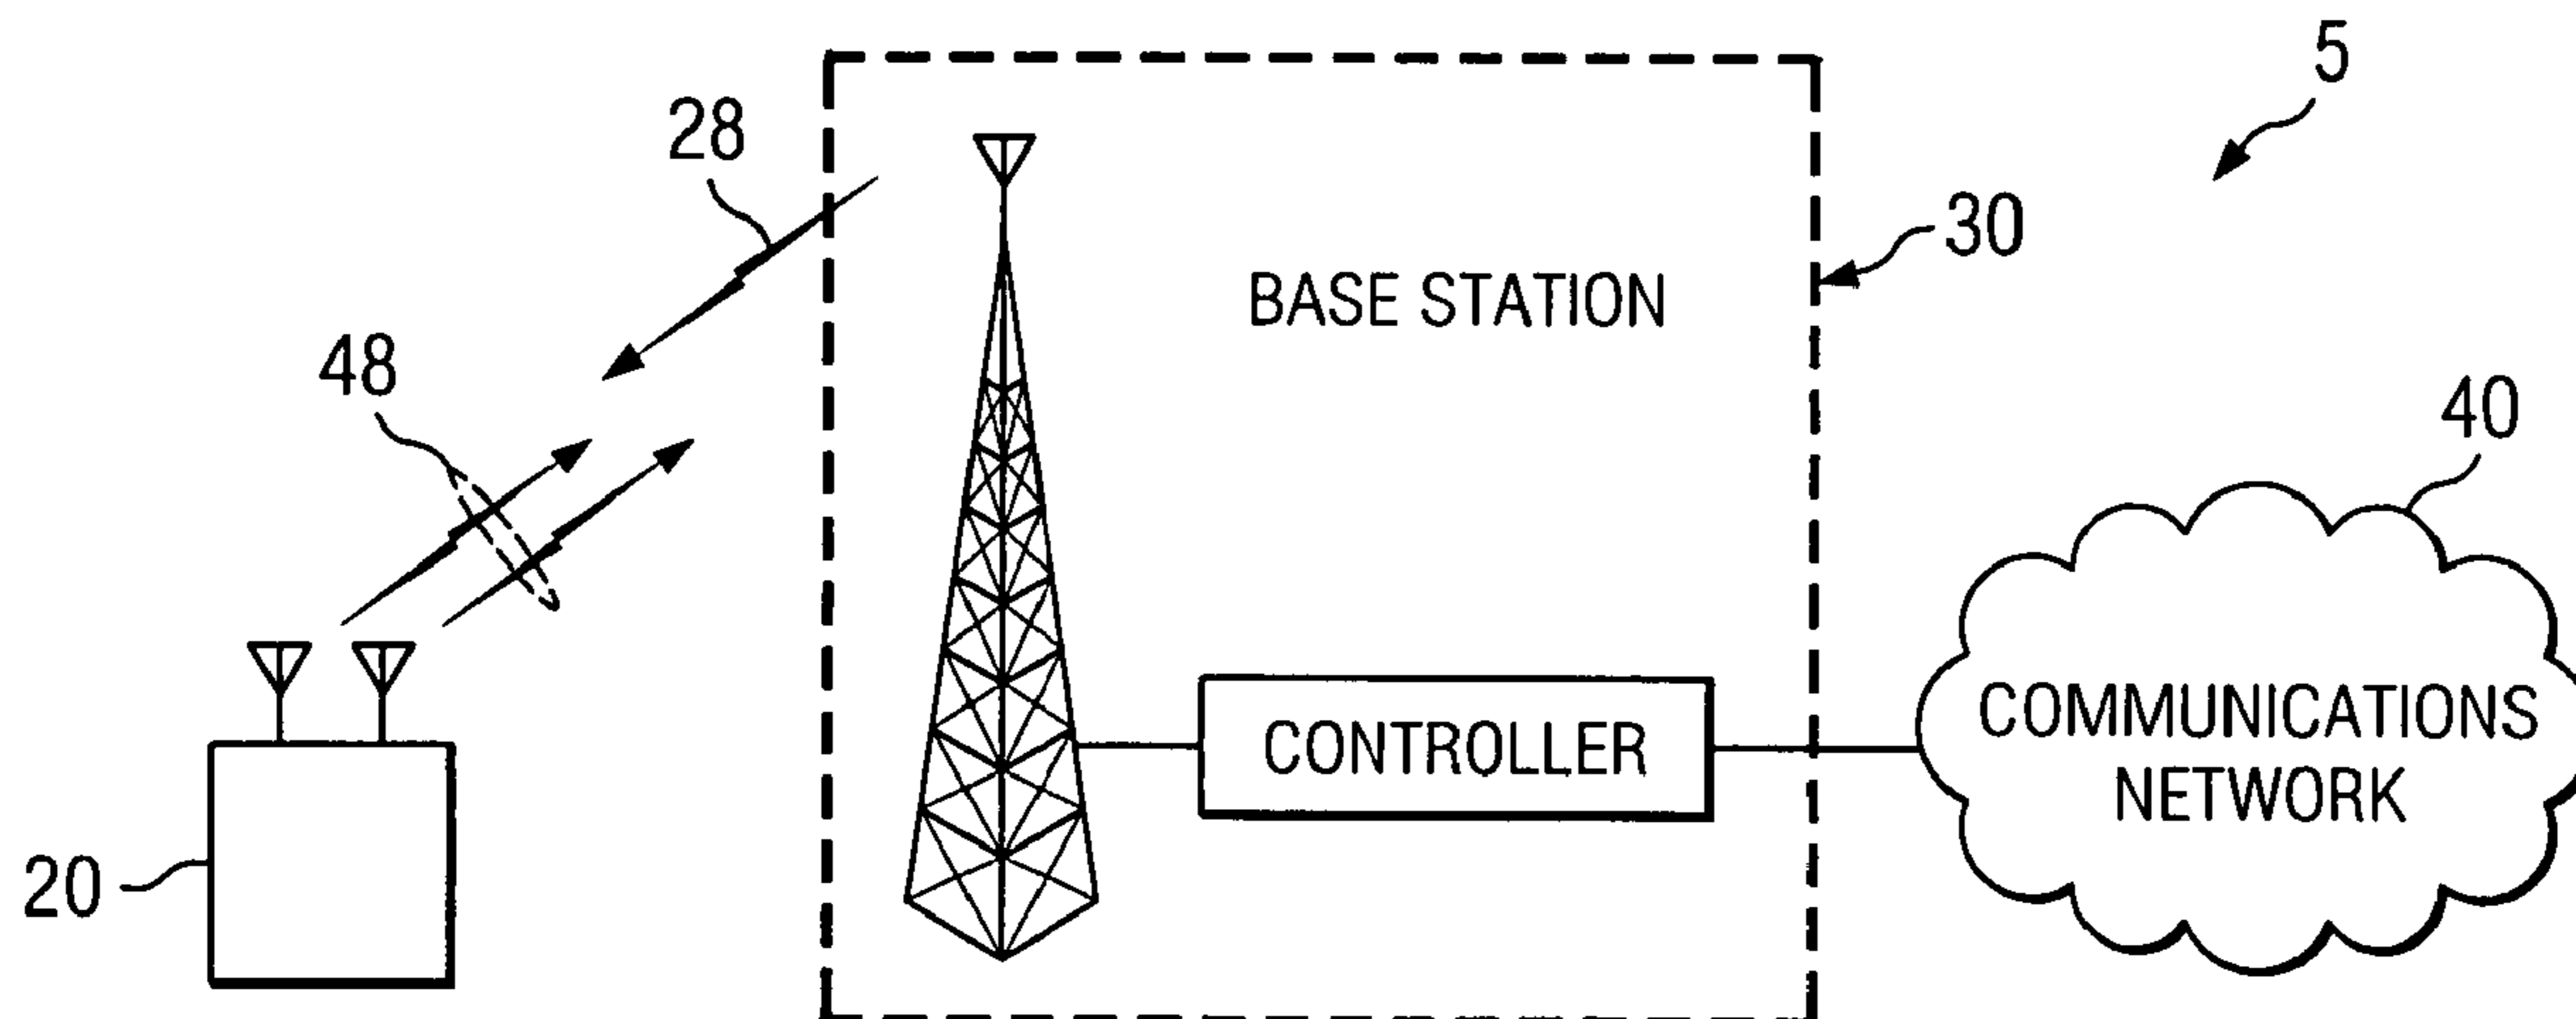 5
28
30
BASE STATION
48
40
COMMUNICATIONS
NETWORK
CONTROLLER
20